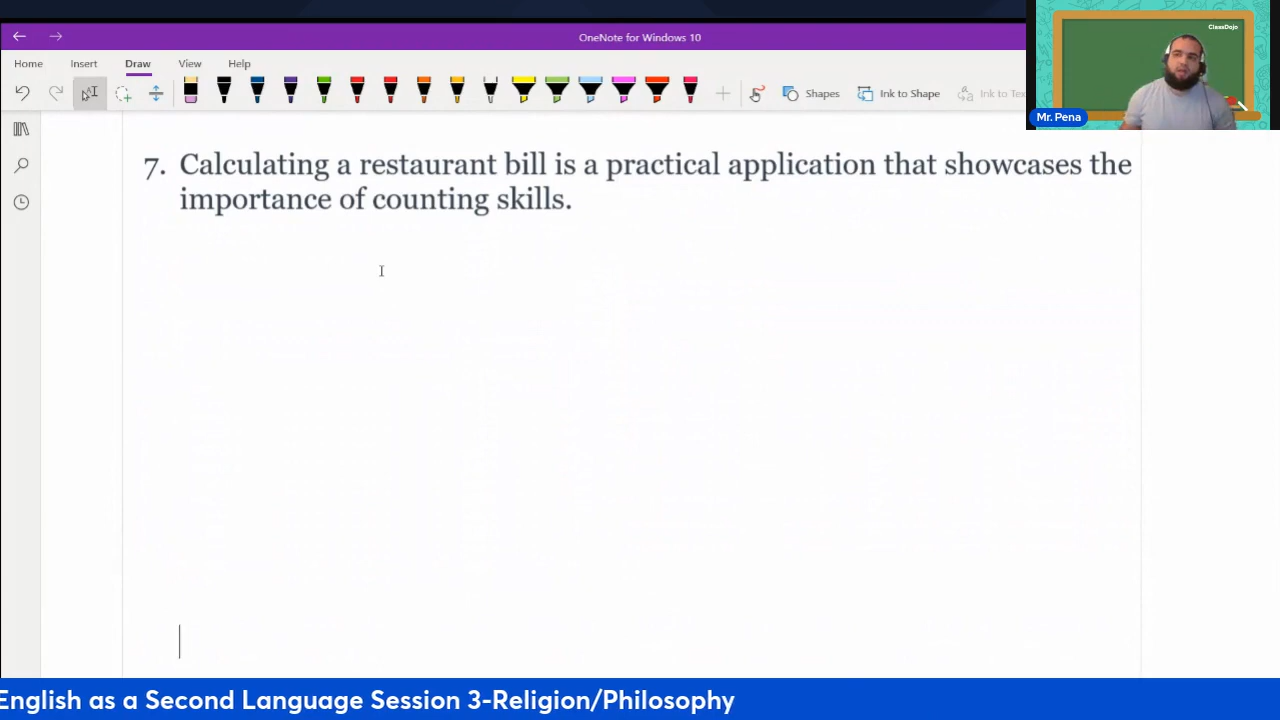 OneNote for Windows 10
ClassDojo
Home Insert Draw View Help
Shapes Ink to Shape Ink to Tex
Mr. Pena
7. Calculating a restaurant bill is a practical application that showcases the
importance of counting skills.
English as a Second Language Session 3-Religion/Philosophy